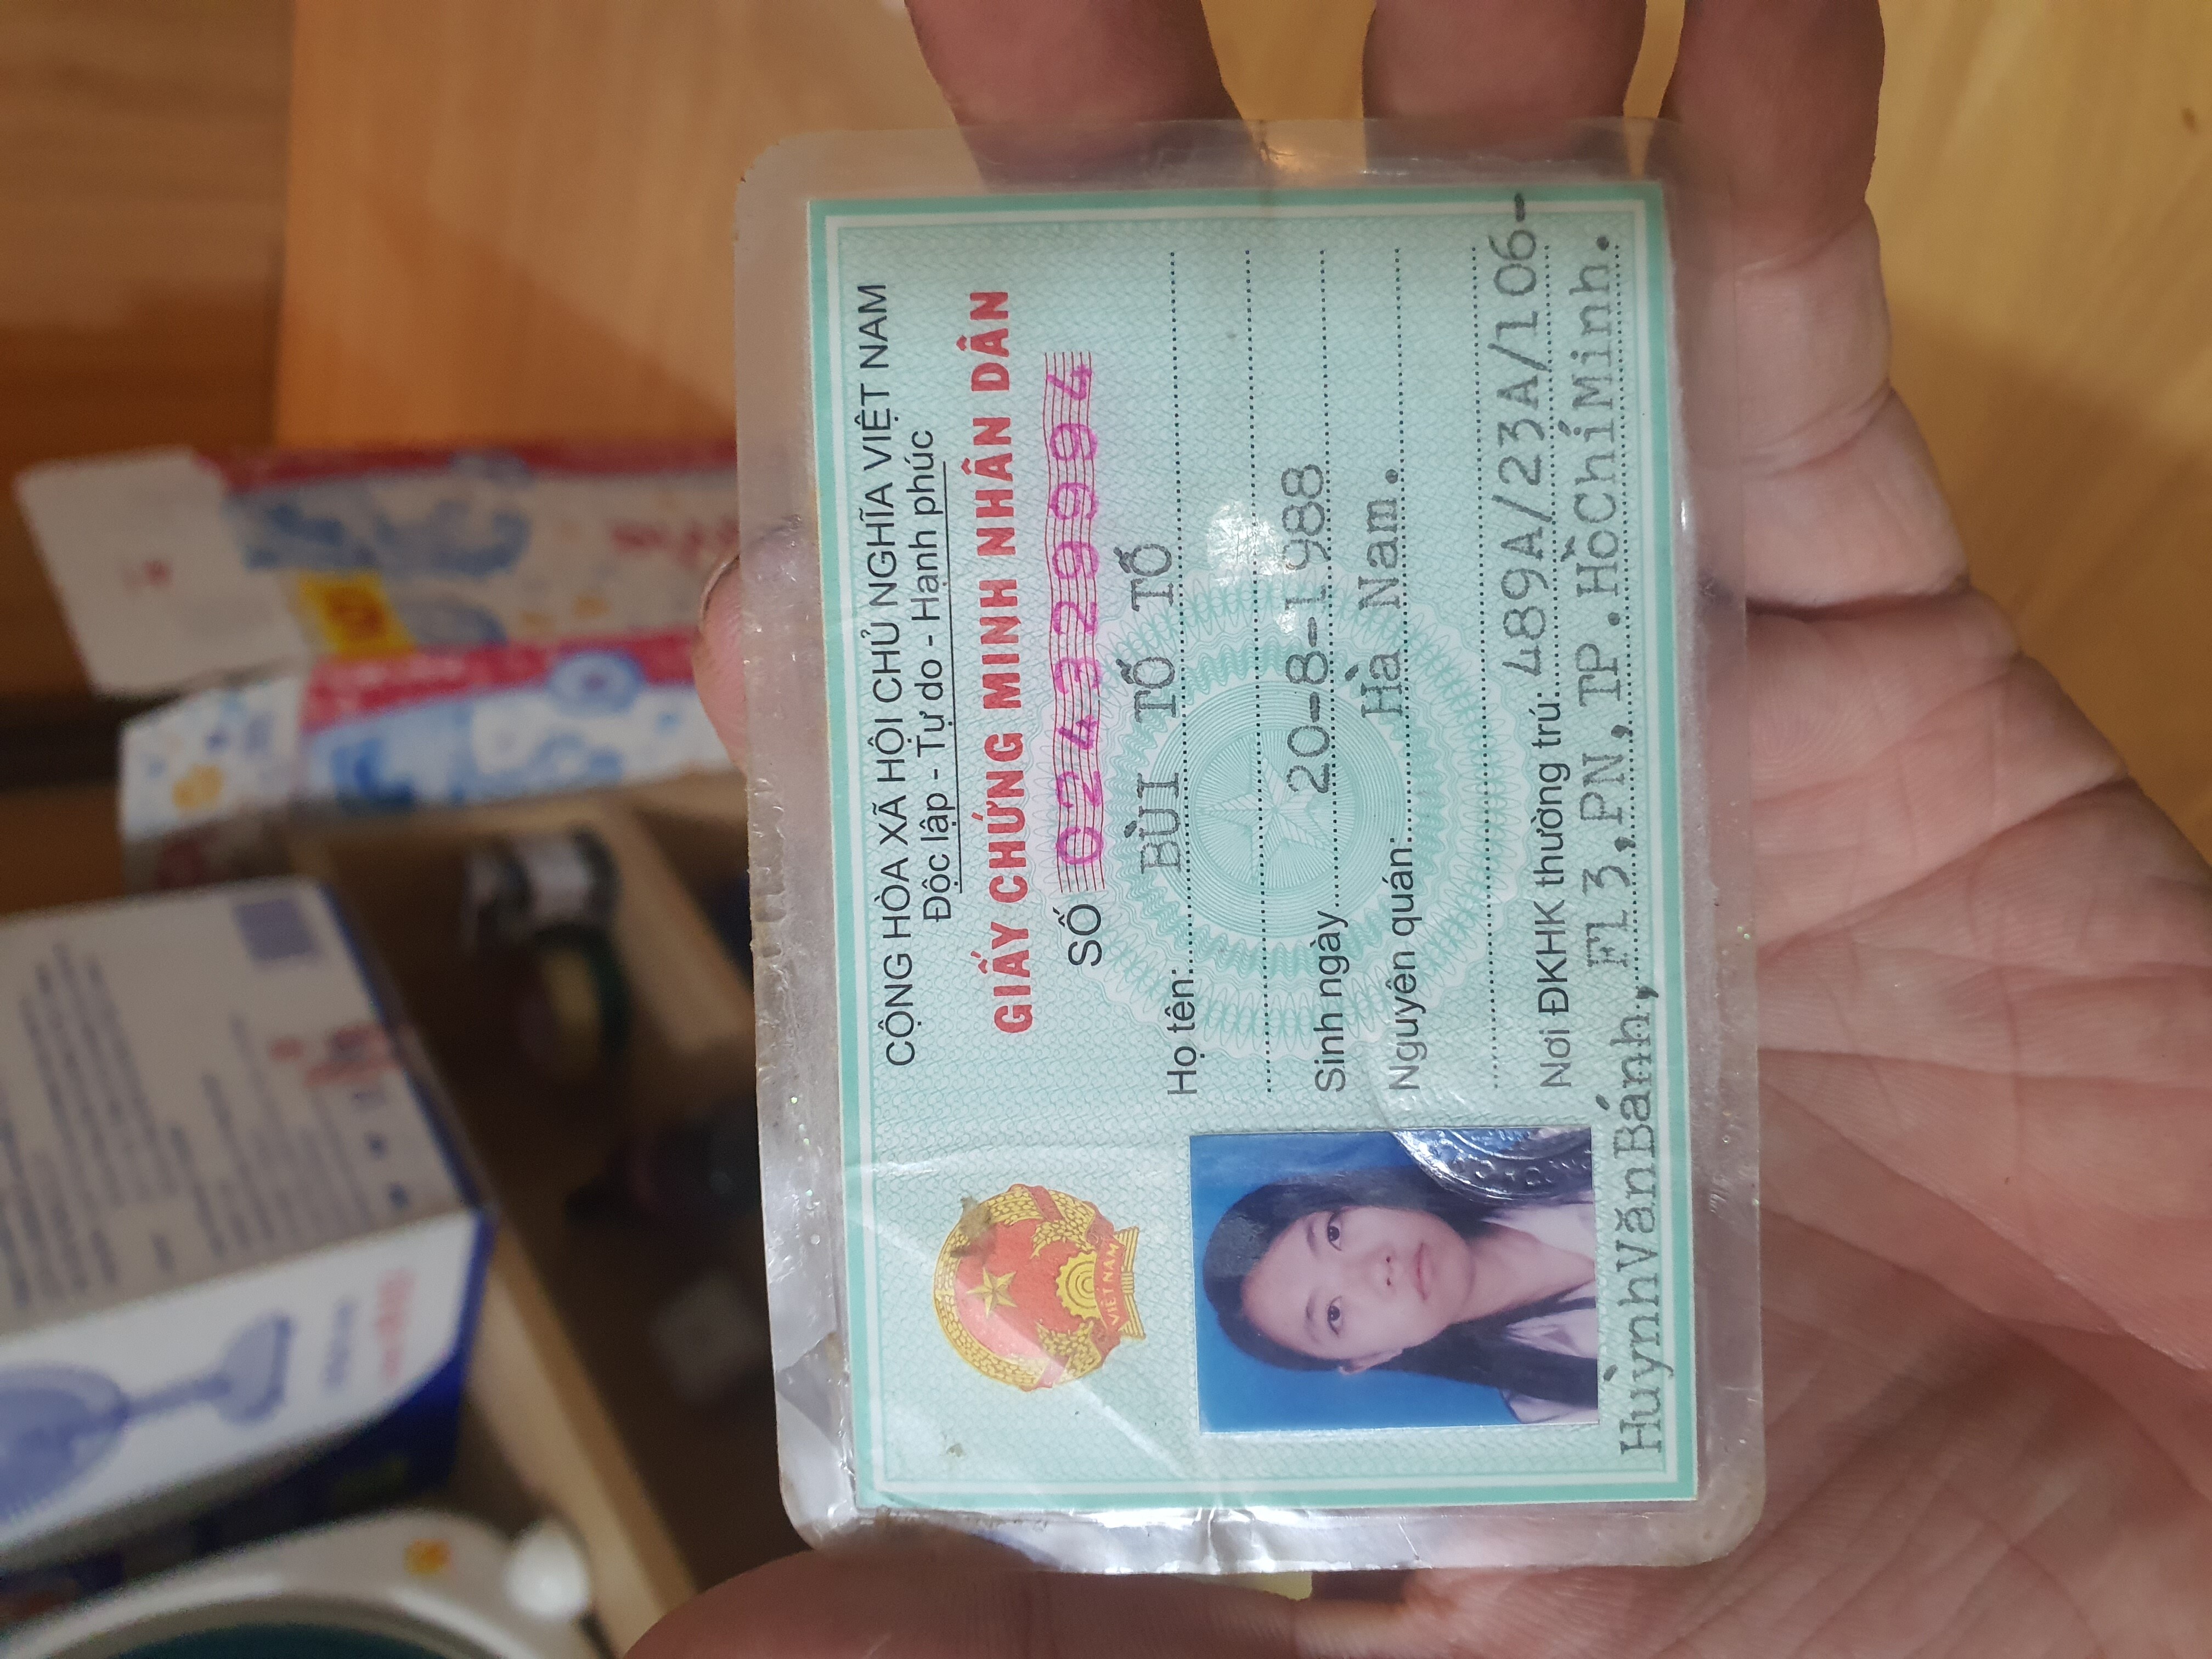 CỘNG HÒA XÃ HỘI CHỦ NGHĨA VIỆT NAM
Độc lập - Tự do - Hạnh phúc
GIẤY CHỨNG MINH NHÂN DÂN
SỐ 024329994
Họ tên: BÙI TỐ TỐ
Sinh ngày 20-8-1988
Nguyên quán: Hà Nam.
Nơi ĐKHK thường trú: 489A/23A/106-
HuỳnhVănBánh, F13,PN,TP.HồChíMinh.
VIỆT NAM